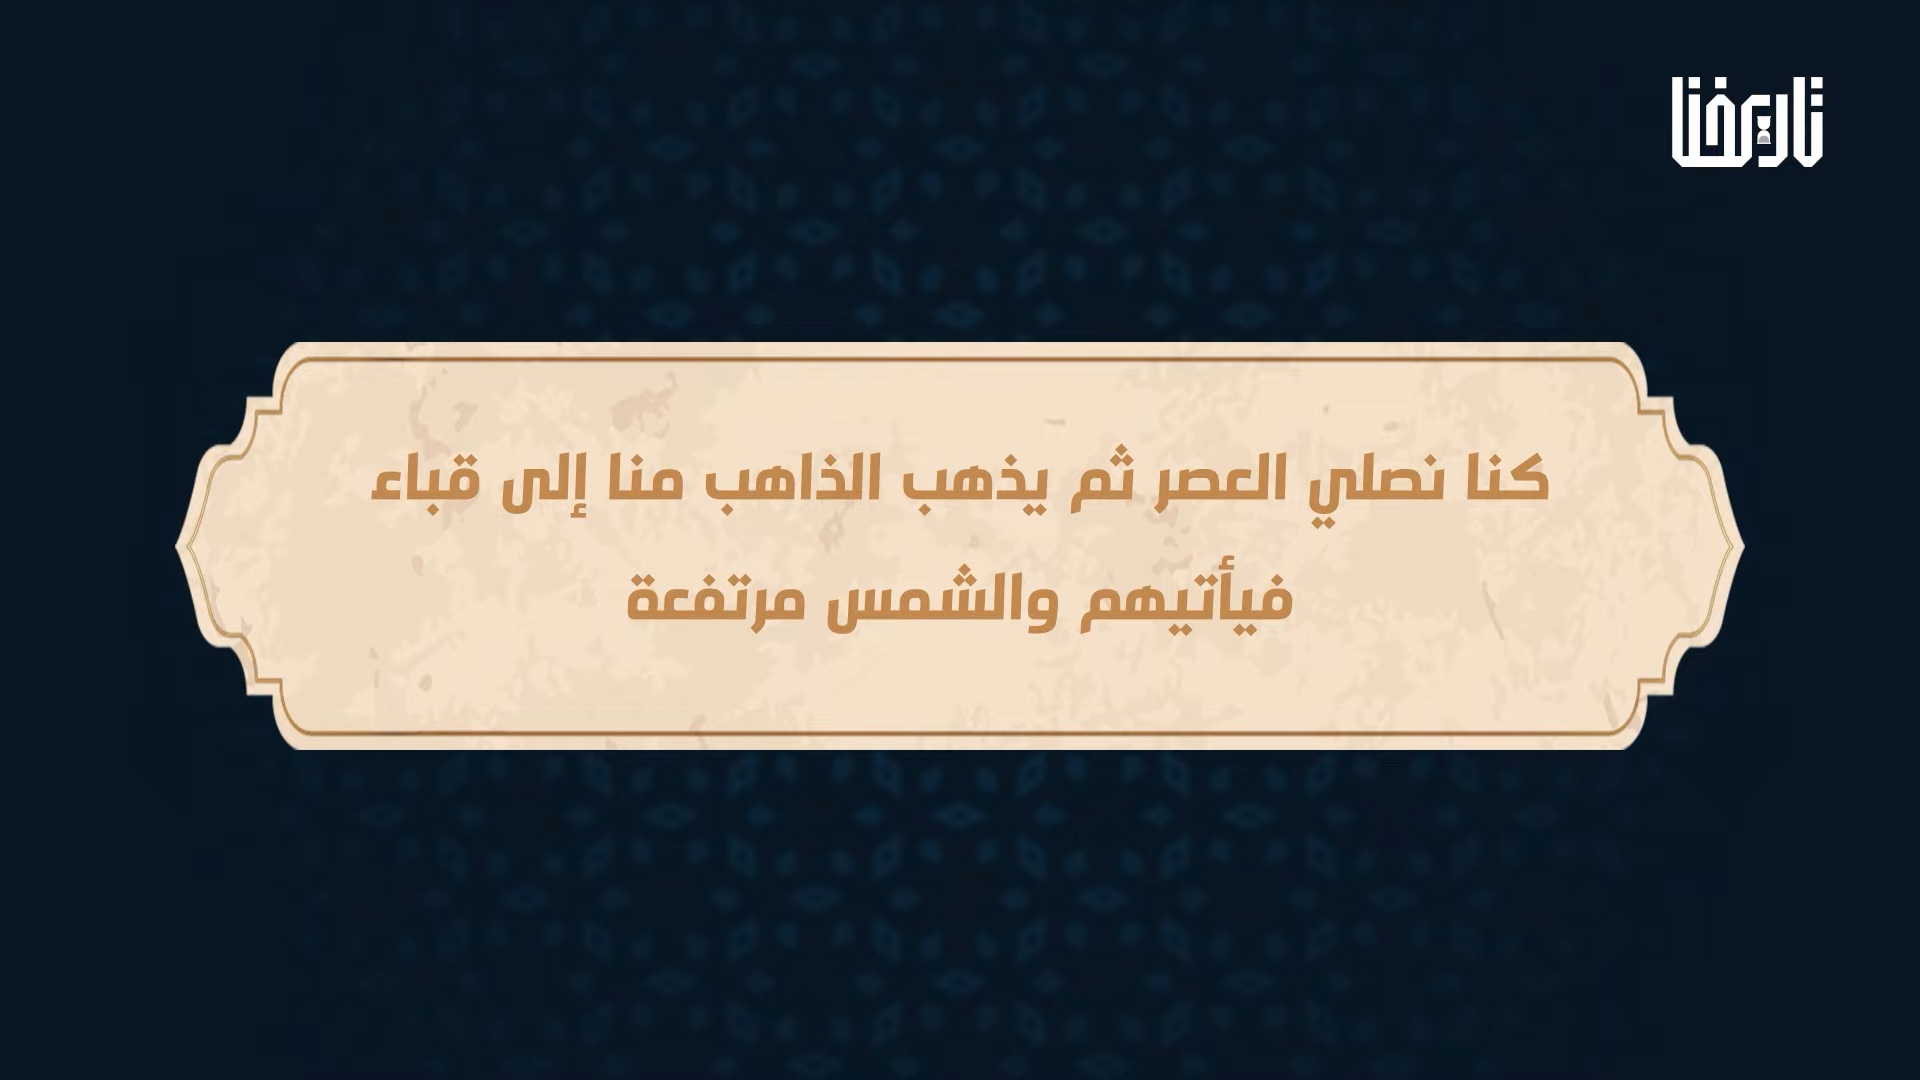 تاريخنا
كنا نصلي العصر ثم يذهب الذاهب منا إلى قباء
فيأتيهم والشمس مرتفعة